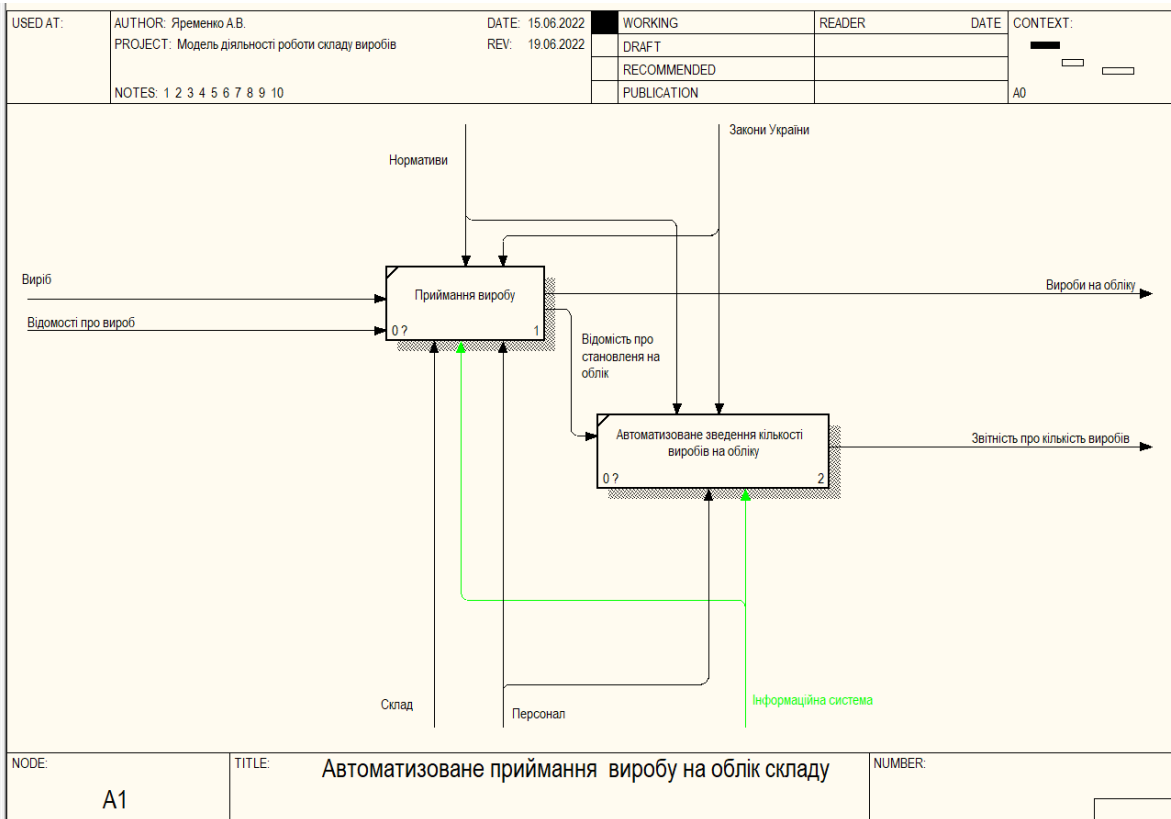 USED AT:
AUTHOR: Яременко А.В.
DATE: 15.06.2022
WORKING
READER
DATE
CONTEXT:
PROJECT: Модель діяльності роботи складу виробів
REV: 19.06.2022
DRAFT
RECOMMENDED
NOTES: 1 2 3 4 5 6 7 8 9 10
PUBLICATION
A0
Закони України
Нормативи
Виріб
Вироби на обліку
Приймання виробу
Відомості про вироб
0 ?
1
Відомість про
становленя на
облік
Автоматизоване зведення кількості
виробів на обліку
Звітність про кількість виробів
0 ?
2
Склад
Персонал
Інформаційна система
NODE:
TITLE:
Автоматизоване приймання виробу на облік складу
NUMBER:
A1